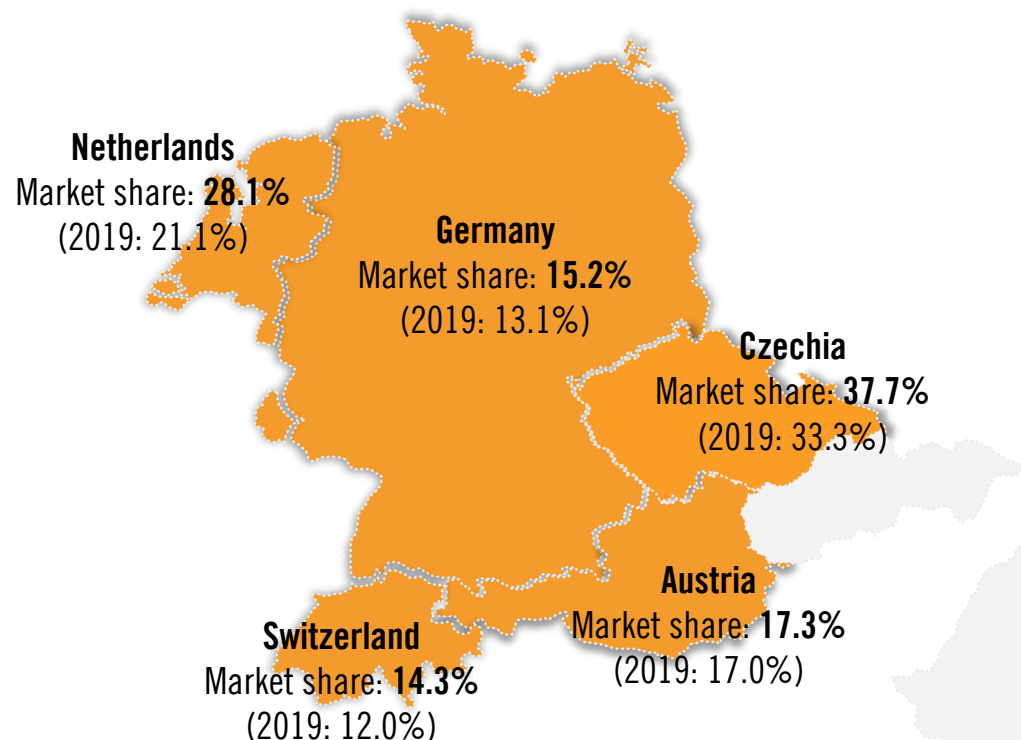 Netherlands
Market share: 28.1%
(2019: 21.1%)
Germany
Market share: 15.2%
(2019: 13.1%)
Czechia
Market share: 37.7%
(2019: 33.3%)
Austria
Market share: 17.3%
(2019: 17.0%)
Switzerland
Market share: 14.3%
(2019: 12.0%)